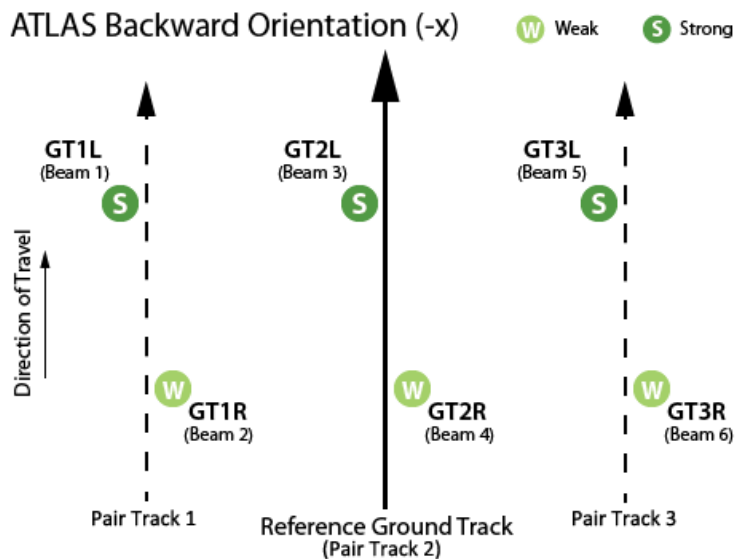 ATLAS Backward Orientation (-x)
W Weak
S Strong
GT1L
(Beam 1)
S
GT2L
(Beam 3)
S
GT3L
(Beam 5)
S
Direction of Travel
W
GT1R
(Beam 2)
W
GT2R
(Beam 4)
W
GT3R
(Beam 6)
Pair Track 1
Reference Ground Track
(Pair Track 2)
Pair Track 3